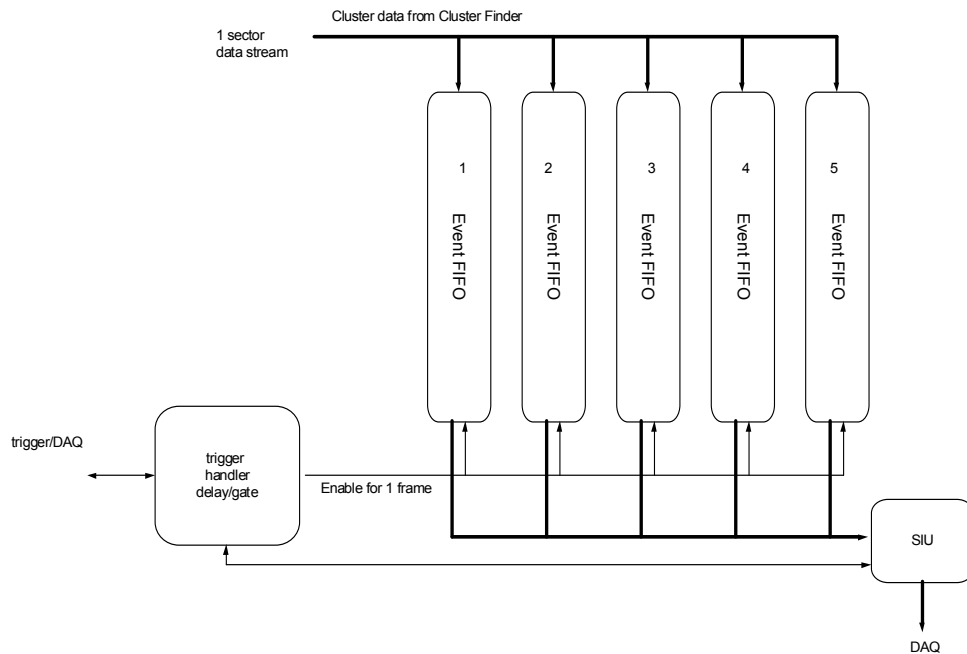 Cluster data from Cluster Finder
1 sector
data stream
1
Event FIFO
2
Event FIFO
3
Event FIFO
4
Event FIFO
5
Event FIFO
trigger/DAQ
trigger
handler
delay/gate
Enable for 1 frame
SIU
DAQ